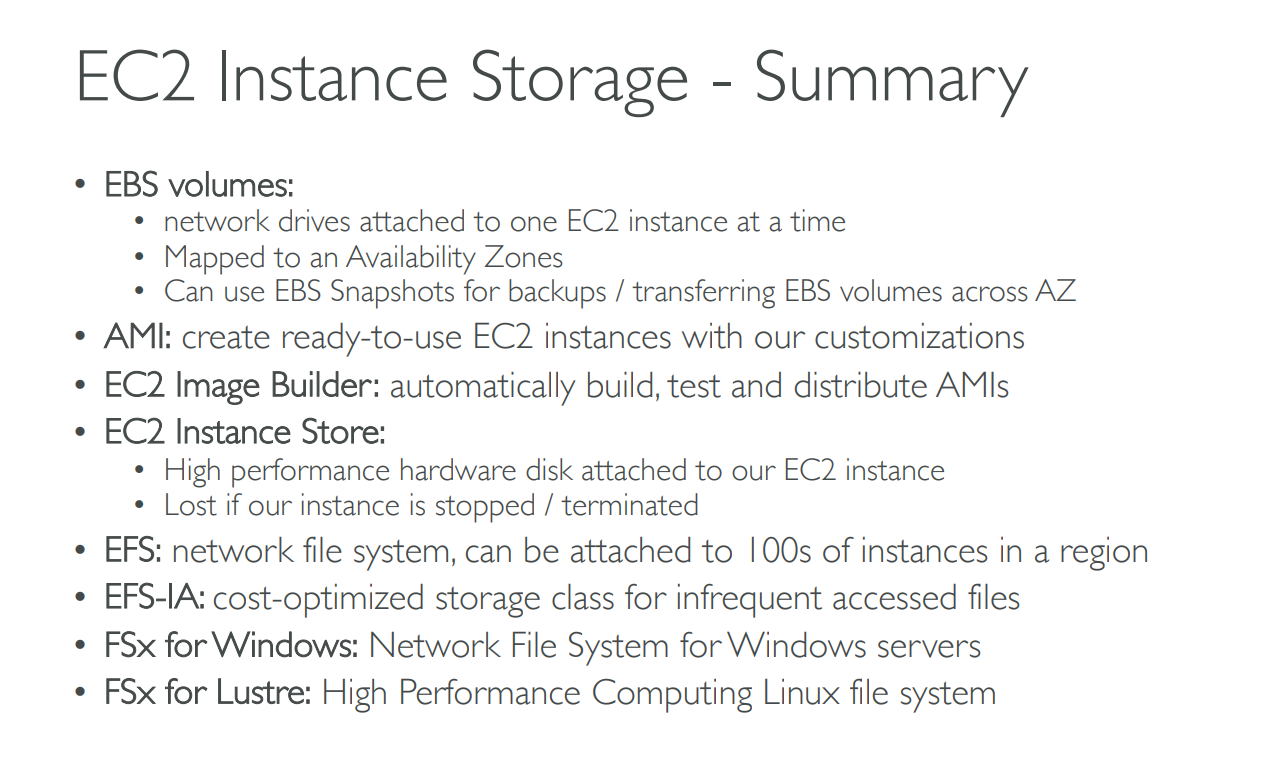 EC2 Instance Storage - Summary
• EBS volumes:
• network drives attached to one EC2 instance at a time
• Mapped to an Availability Zones
• Can use EBS Snapshots for backups / transferring EBS volumes across AZ
• AMI: create ready-to-use EC2 instances with our customizations
• EC2 Image Builder: automatically build, test and distribute AMIs
• EC2 Instance Store:
• High performance hardware disk attached to our EC2 instance
• Lost if our instance is stopped / terminated
• EFS: network file system, can be attached to 100s of instances in a region
• EFS-IA: cost-optimized storage class for infrequent accessed files
• FSx for Windows: Network File System for Windows servers
• FSx for Lustre: High Performance Computing Linux file system